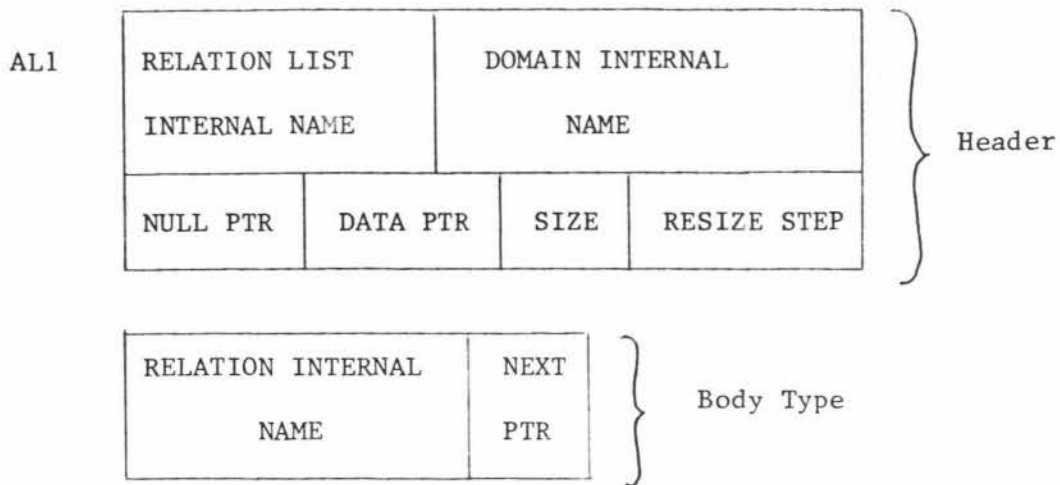 AL1 RELATION LIST DOMAIN INTERNAL
INTERNAL NAME NAME
Header
NULL PTR DATA PTR SIZE RESIZE STEP
RELATION INTERNAL NEXT
NAME PTR
Body Type